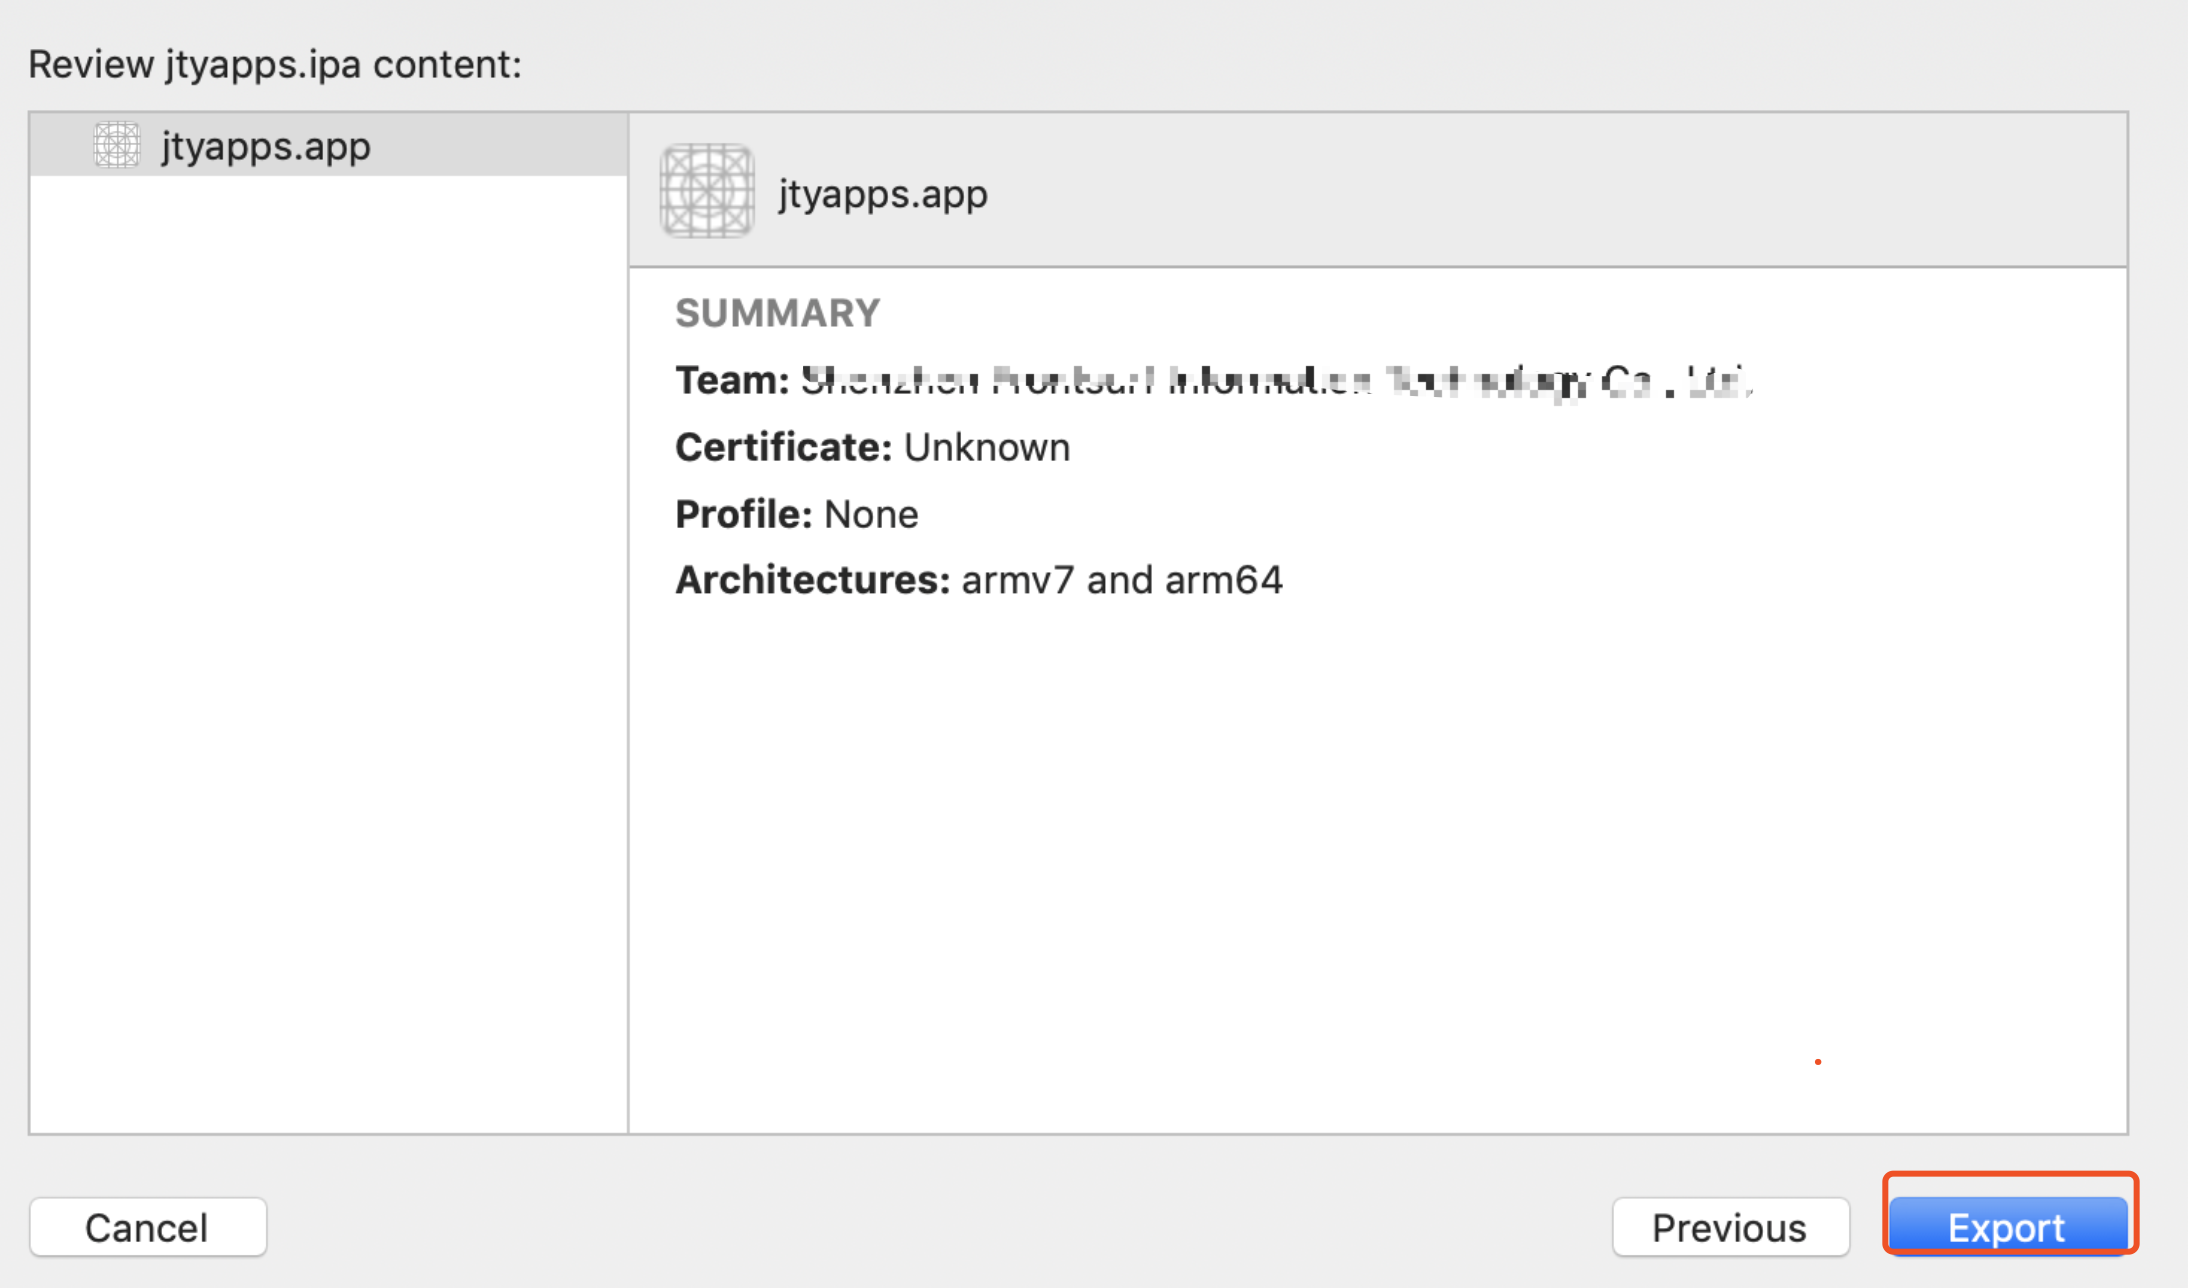 Review jtyapps.ipa content:
jtyapps.app
jtyapps.app
SUMMARY
Team:
Certificate: Unknown
Profile: None
Architectures: armv7 and arm64
Cancel
Previous
Export